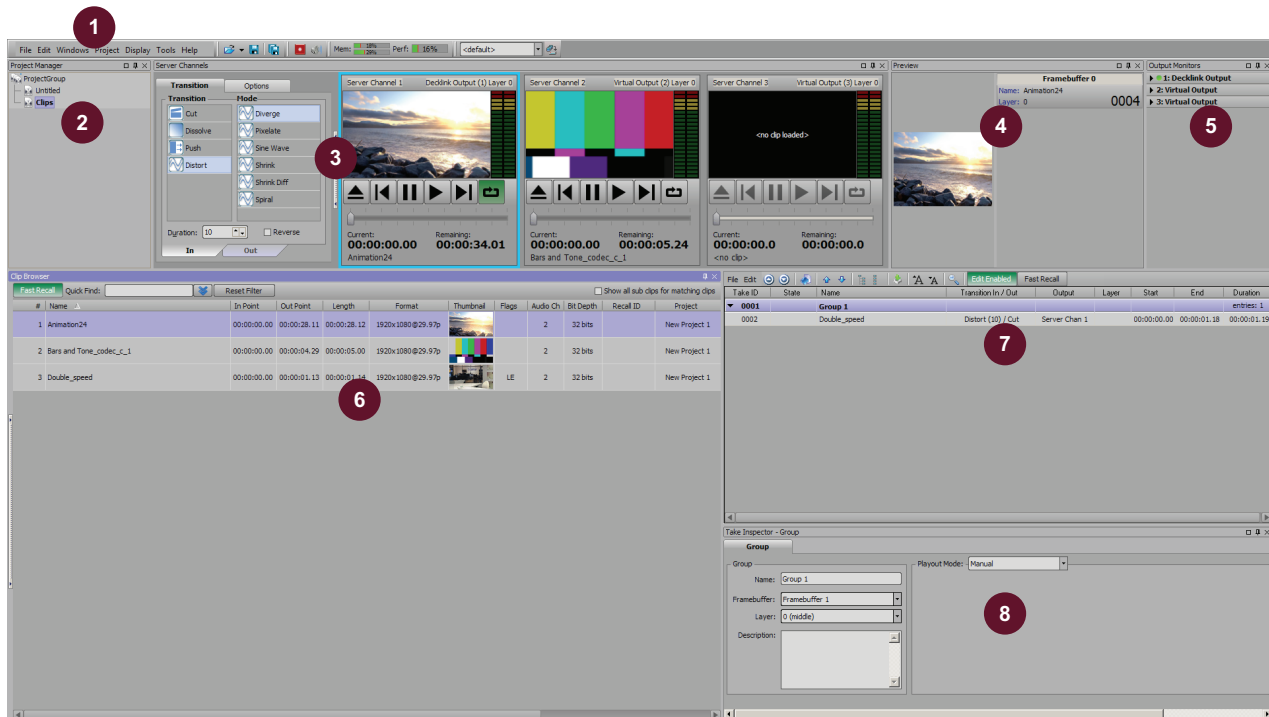 1
File Edit Windows Project Display Tools Help
Mem: 18% 28% Perf: 16% <default>
Project Manager
ProjectGroup
Untitled
Clips
2
Server Channels
Transition Options
Transition Mode
Cut Diverge
Dissolve Pixelate
Push Sine Wave
Distort Shrink
Shrink Diff
Spiral
Duration: 10 Reverse
In Out
3
Server Channel 1 Decklink Output (1) Layer 0
Current: Remaining:
00:00:00.00 00:00:34.01
Animation24
Server Channel 2 Virtual Output (2) Layer 0
Current: Remaining:
00:00:00.00 00:00:05.24
Bars and Tone_codec_c_1
Server Channel 3 Virtual Output (3) Layer 0
<no clip loaded>
Current: Remaining:
00:00:00.0 00:00:00.0
<no clip>
Preview
Framebuffer 0
Name: Animation24
Layer: 0 0004
4
Output Monitors
1: Decklink Output
2: Virtual Output
3: Virtual Output
5
Clip Browser
Fast Recall Quick Find: Reset Filter Show all sub clips for matching clips
# Name In Point Out Point Length Format Thumbnail Flags Audio Ch Bit Depth Recall ID Project
1 Animation24 00:00:00.00 00:00:28.11 00:00:28.12 1920x1080@29.97p 2 32 bits New Project 1
2 Bars and Tone_codec_c_1 00:00:00.00 00:00:04.29 00:00:05.00 1920x1080@29.97p 2 32 bits New Project 1
3 Double_speed 00:00:00.00 00:00:01.13 00:00:01.14 1920x1080@29.97p LE 2 32 bits New Project 1
6
File Edit A A Edit Enabled Fast Recall
Take ID State Name Transition In / Out Output Layer Start End Duration
0001 Group 1 entries: 1
0002 Double_speed Distort (10) / Cut Server Chan 1 00:00:00.00 00:00:01.18 00:00:01.19
7
Take Inspector - Group
Group
Group
Name: Group 1
Framebuffer: Framebuffer 1
Layer: 0 (middle)
Description:
Playout Mode: Manual
8